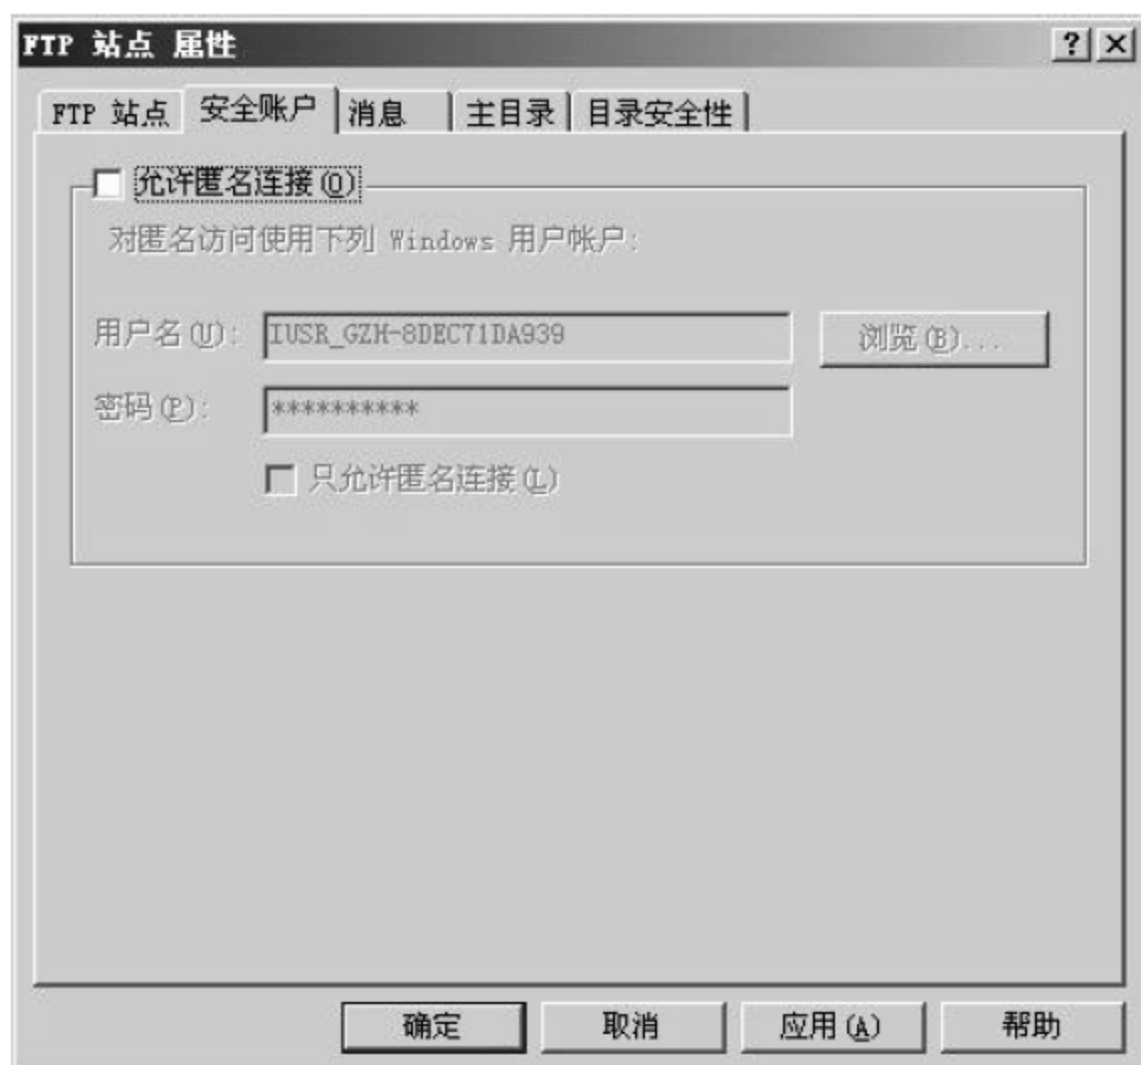 FTP 站点 属性
FTP 站点 安全账户 消息 主目录 目录安全性
允许匿名连接(O)
对匿名访问使用下列 Windows 用户帐户:
用户名(U): IUSR_GZH-8DEC71DA939 浏览(B)...
密码(P): **********
只允许匿名连接(L)
确定 取消 应用(A) 帮助